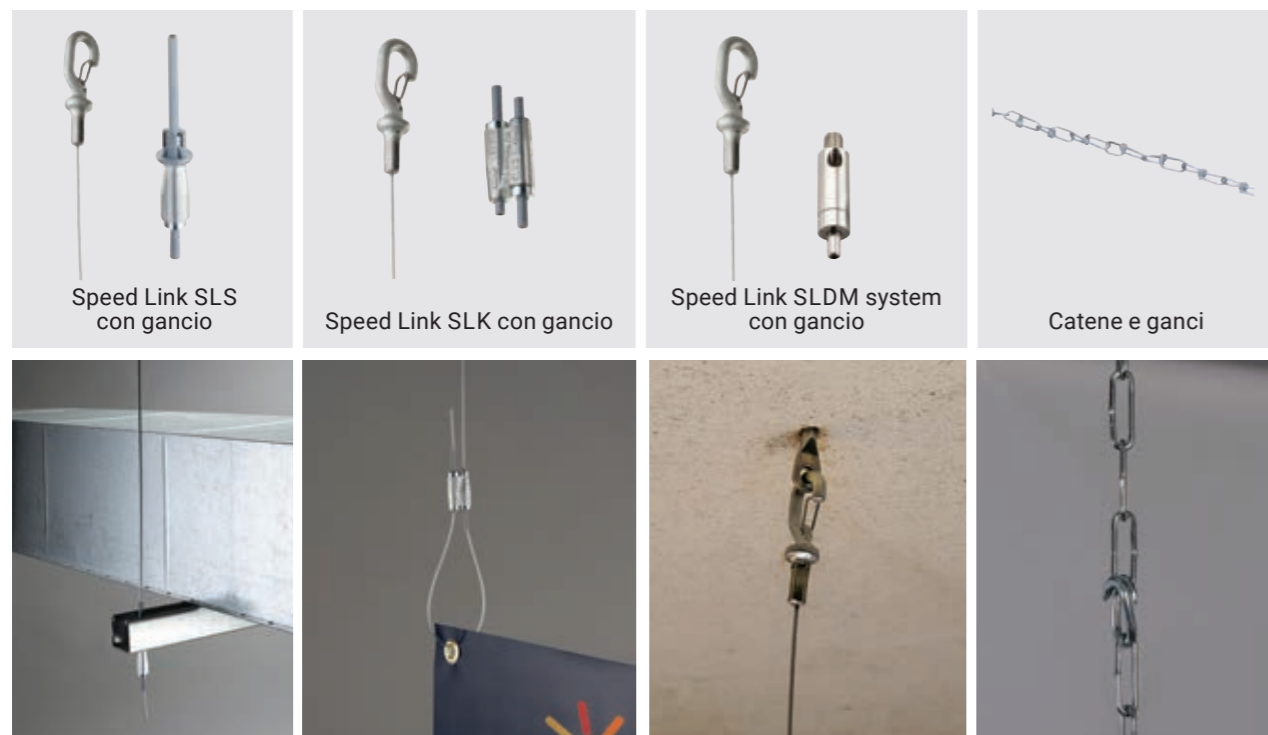 Speed Link SLS
con gancio
Speed Link SLK con gancio
Speed Link SLDM system
con gancio
Catene e ganci